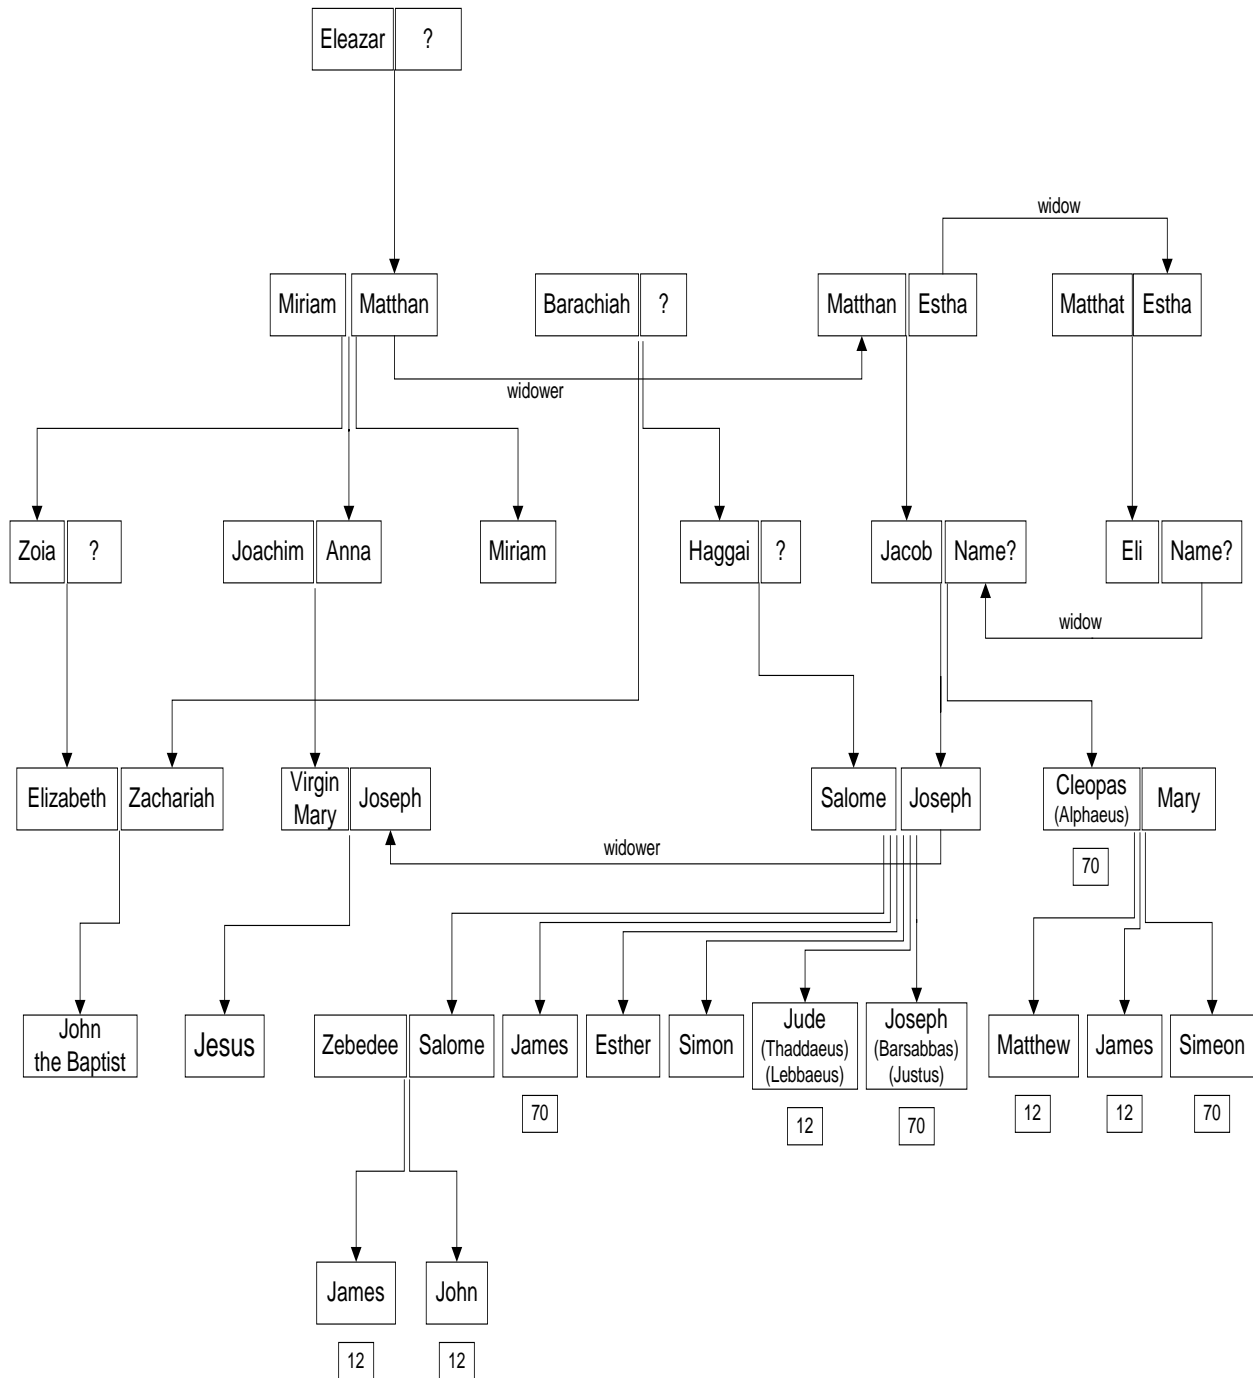 Eleazar ?
widow
Miriam Matthan Barachiah ? Matthan Estha Matthat Estha
widower
Zoia ? Joachim Anna Miriam Haggai ? Jacob Name? Eli Name?
widow
Elizabeth Zachariah Virgin Mary Joseph Salome Joseph Cleopas (Alphaeus) Mary
widower
70
John the Baptist Jesus Zebedee Salome James Esther Simon Jude (Thaddaeus) (Lebbaeus) Joseph (Barsabbas) (Justus) Matthew James Simeon
70 12 70 12 12 70
James John
12 12